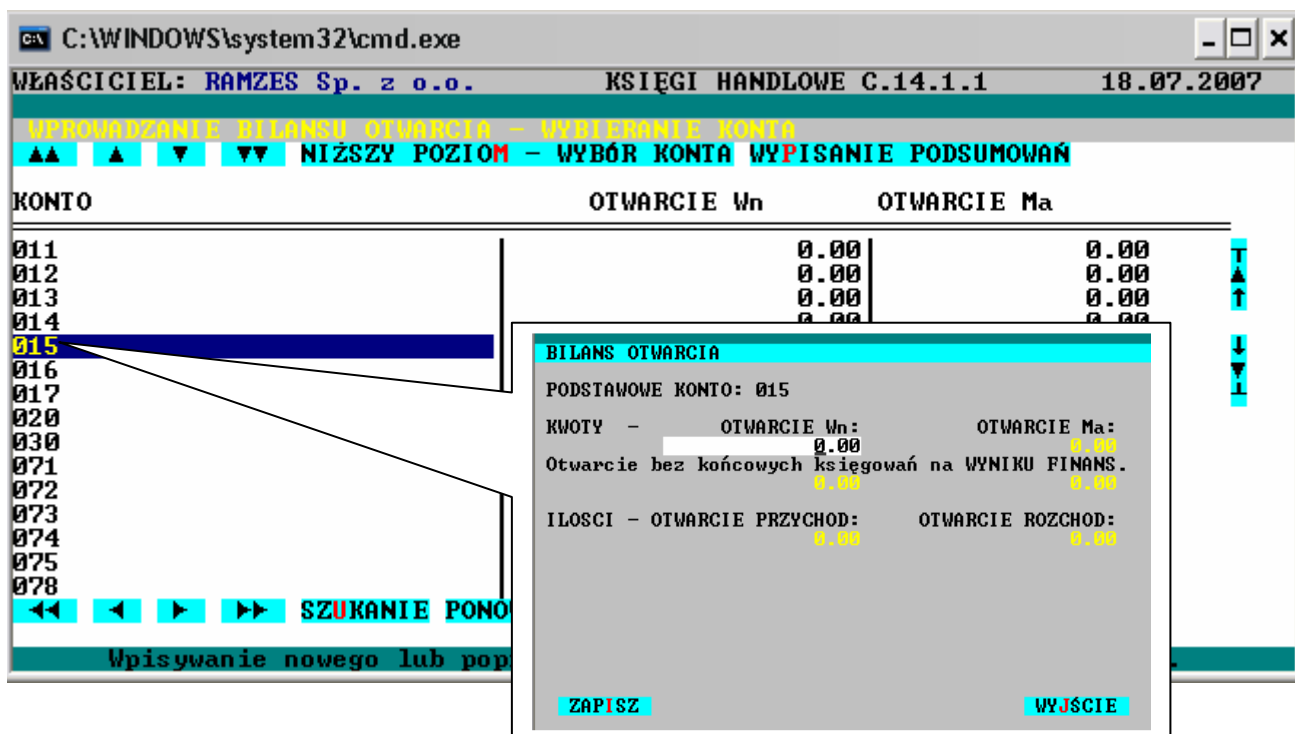 C:\WINDOWS\system32\cmd.exe
WŁAŚCICIEL: RAMZES Sp. z o.o. KSIĘGI HANDLOWE C.14.1.1 18.07.2007
WPROWADZANIE BILANSU OTWARCIA - WYBIERANIE KONTA
▲▲ ▲ ▼ ▼▼ NIŻSZY POZIOM - WYBÓR KONTA WYPISANIE PODSUMOWAŃ
KONTO OTWARCIE Wn OTWARCIE Ma
011 0.00 0.00
012 0.00 0.00
013 0.00 0.00
014 0.00 0.00
015
016
017
020
030
071
072
073
074
075
078
◄◄ ◄ ► ►► SZUKANIE PONO
Wpisywanie nowego lub pop
BILANS OTWARCIA
PODSTAWOWE KONTO: 015
KWOTY - OTWARCIE Wn: OTWARCIE Ma:
0.00 0.00
Otwarcie bez końcowych księgowań na WYNIKU FINANS.
0.00 0.00
ILOSCI - OTWARCIE PRZYCHOD: OTWARCIE ROZCHOD:
0.00 0.00
ZAPISZ WYJŚCIE